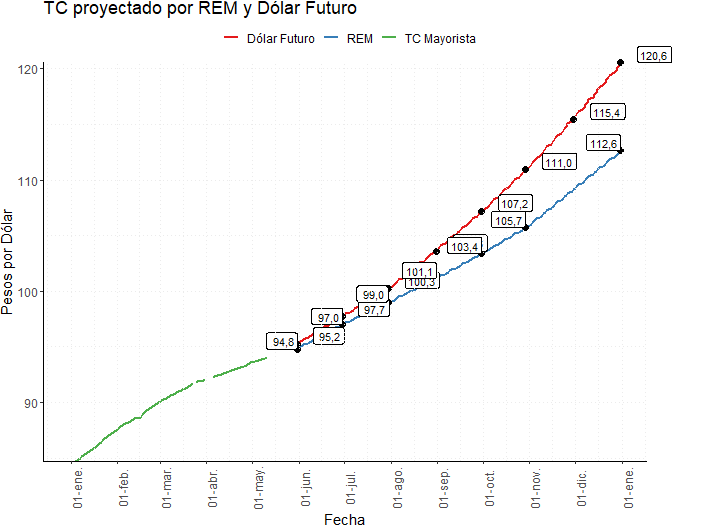 TC proyectado por REM y Dólar Futuro
Dólar Futuro REM TC Mayorista
Pesos por Dólar
120
110
100
90
120,6
115,4
112,6
111,0
107,2
105,7
103,4
101,1
100,3
99,0
97,7
97,0
95,2
94,8
01-ene.
01-feb.
01-mar.
01-abr.
01-may.
01-jun.
01-jul.
01-ago.
01-sep.
01-oct.
01-nov.
01-dic.
01-ene.
Fecha